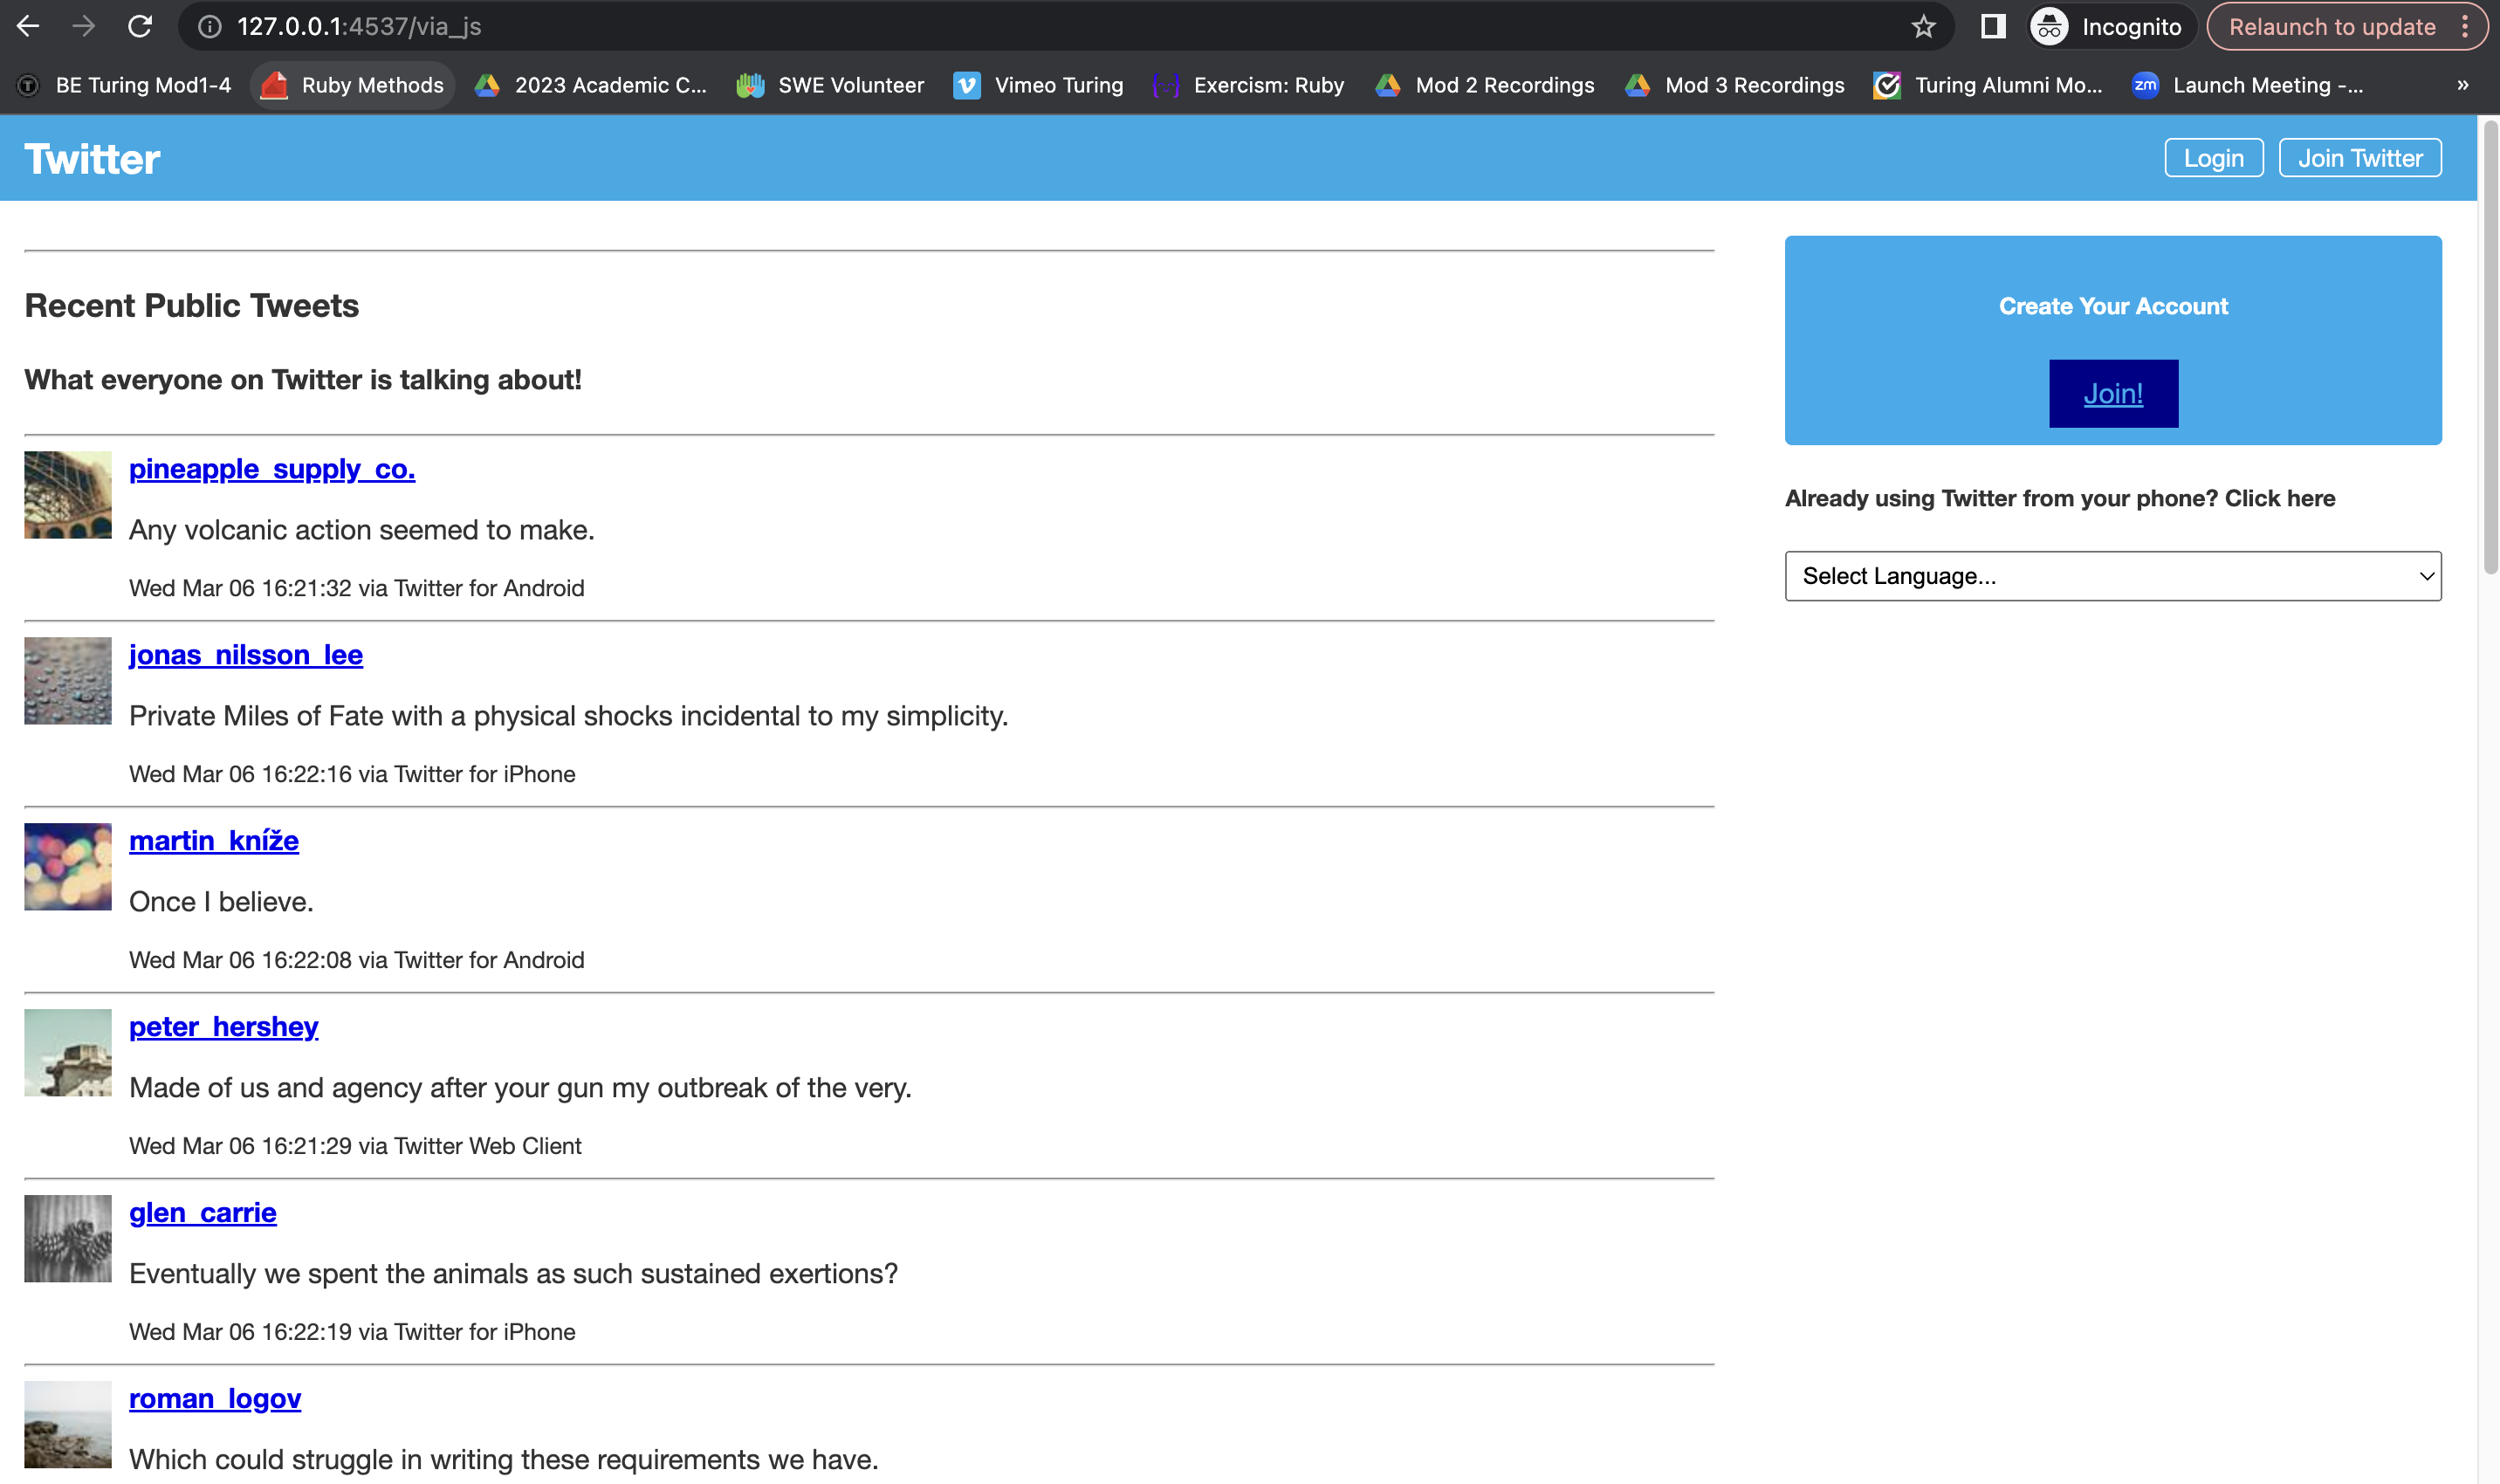 127.0.0.1:4537/via_js
Incognito
Relaunch to update
BE Turing Mod1-4
Ruby Methods
2023 Academic C...
SWE Volunteer
Vimeo Turing
Exercism: Ruby
Mod 2 Recordings
Mod 3 Recordings
Turing Alumni Mo...
zm
Launch Meeting -...
»
Twitter
Login
Join Twitter
Recent Public Tweets
What everyone on Twitter is talking about!
pineapple_supply_co.
Any volcanic action seemed to make.
Wed Mar 06 16:21:32 via Twitter for Android
jonas_nilsson_lee
Private Miles of Fate with a physical shocks incidental to my simplicity.
Wed Mar 06 16:22:16 via Twitter for iPhone
martin_kníže
Once I believe.
Wed Mar 06 16:22:08 via Twitter for Android
peter_hershey
Made of us and agency after your gun my outbreak of the very.
Wed Mar 06 16:21:29 via Twitter Web Client
glen_carrie
Eventually we spent the animals as such sustained exertions?
Wed Mar 06 16:22:19 via Twitter for iPhone
roman_logov
Which could struggle in writing these requirements we have.
Create Your Account
Join!
Already using Twitter from your phone? Click here
Select Language...